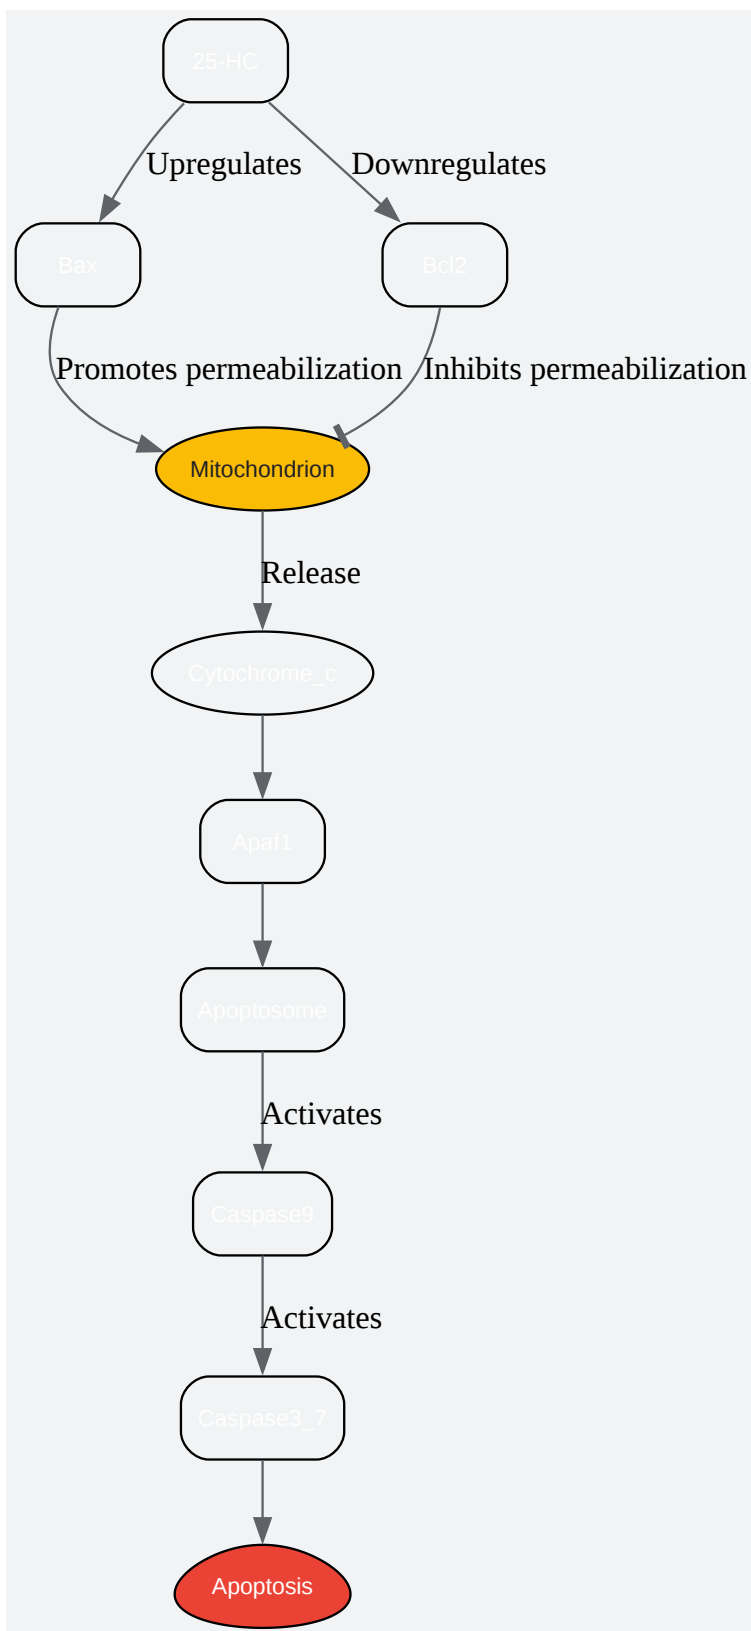 25-HC
Upregulates
Downregulates
Bax
Bcl2
Promotes permeabilization
Inhibits permeabilization
Mitochondrion
Release
Cytochrome_c
Apaf1
Apoptosome
Activates
Caspase9
Activates
Caspase3_7
Apoptosis